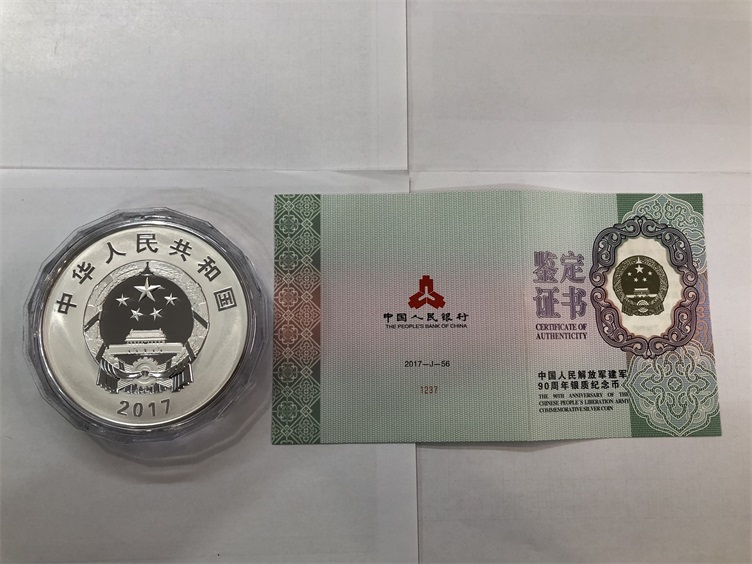 中华人民共和国
2017
中国人民银行
THE PEOPLE'S BANK OF CHINA
2017—J—56
1237
鉴定
证书
CERTIFICATE OF
AUTHENTICITY
中国人民解放军建军
90周年银质纪念币
THE 90TH ANNIVERSARY OF THE
CHINESE PEOPLE'S LIBERATION ARMY
COMMEMORATIVE SILVER COIN